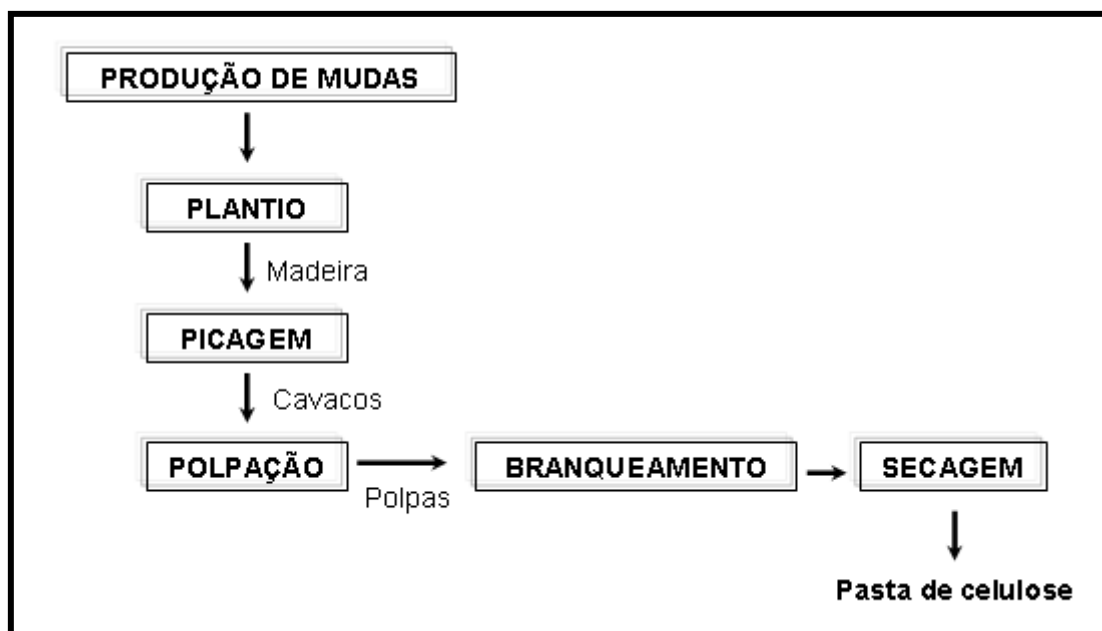 PRODUÇÃO DE MUDAS
PLANTIO
Madeira
PICAGEM
Cavacos
POLPAÇÃO
Polpas
BRANQUEAMENTO
SECAGEM
Pasta de celulose